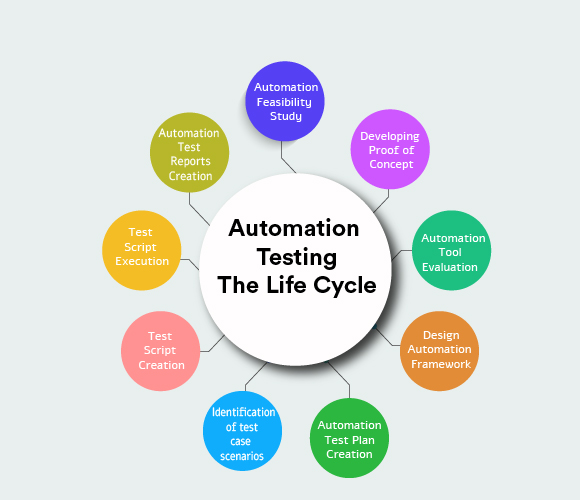 Automation
Feasibility
Study
Developing
Proof of
Concept
Automation
Tool
Evaluation
Design
Automation
Framework
Automation
Test Plan
Creation
Identification
of test
case
scenarios
Test
Script
Creation
Test
Script
Execution
Automation
Test
Reports
Creation
Automation
Testing
The Life Cycle